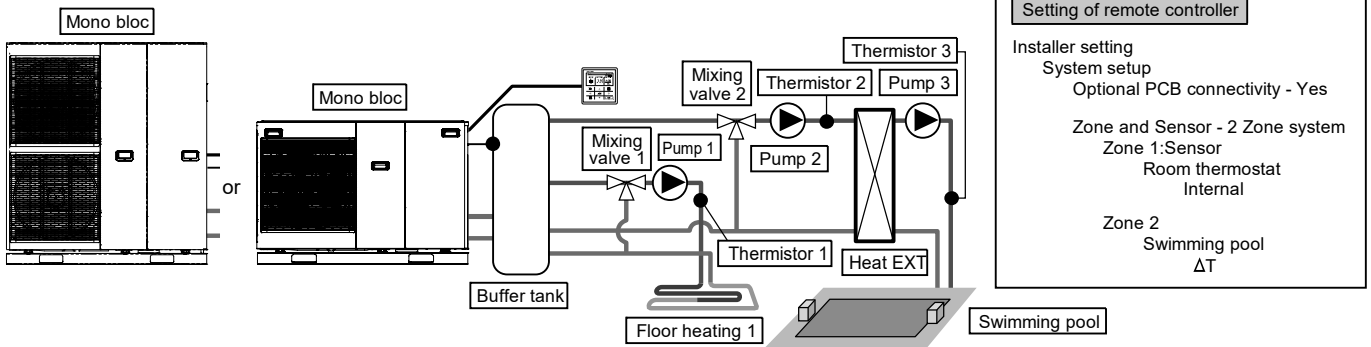 Mono bloc
or
Mono bloc
Buffer tank
Mixing
valve 1
Pump 1
Thermistor 1
Floor heating 1
Mixing
valve 2
Thermistor 2
Pump 2
Thermistor 3
Pump 3
Heat EXT
Swimming pool
Setting of remote controller
Installer setting
System setup
Optional PCB connectivity - Yes
Zone and Sensor - 2 Zone system
Zone 1:Sensor
Room thermostat
Internal
Zone 2
Swimming pool
ΔT